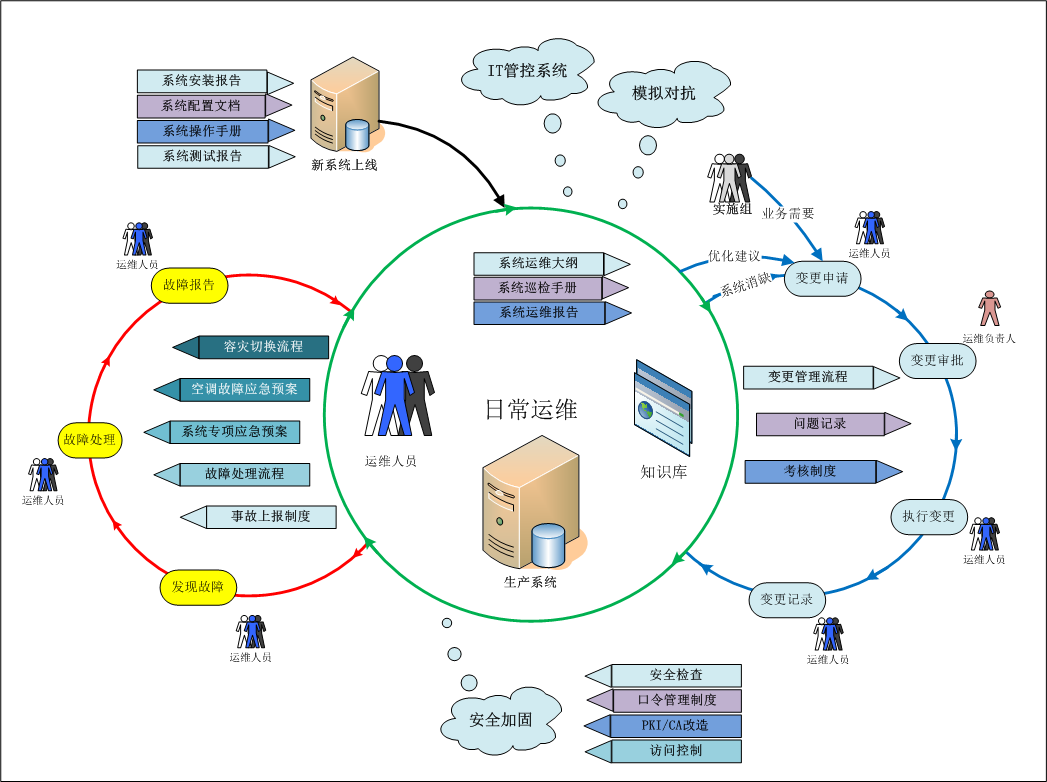 IT管控系统
模拟对抗
系统安装报告
系统配置文档
系统操作手册
系统测试报告
新系统上线
实施组
业务需要
运维人员
优化建议
系统消缺
变更申请
运维人员
故障报告
系统运维大纲
系统巡检手册
系统运维报告
运维负责人
变更审批
容灾切换流程
空调故障应急预案
系统专项应急预案
故障处理流程
事故上报制度
故障处理
运维人员
日常运维
运维人员
知识库
生产系统
变更管理流程
问题记录
考核制度
执行变更
运维人员
发现故障
运维人员
变更记录
运维人员
安全加固
安全检查
口令管理制度
PKI/CA改造
访问控制